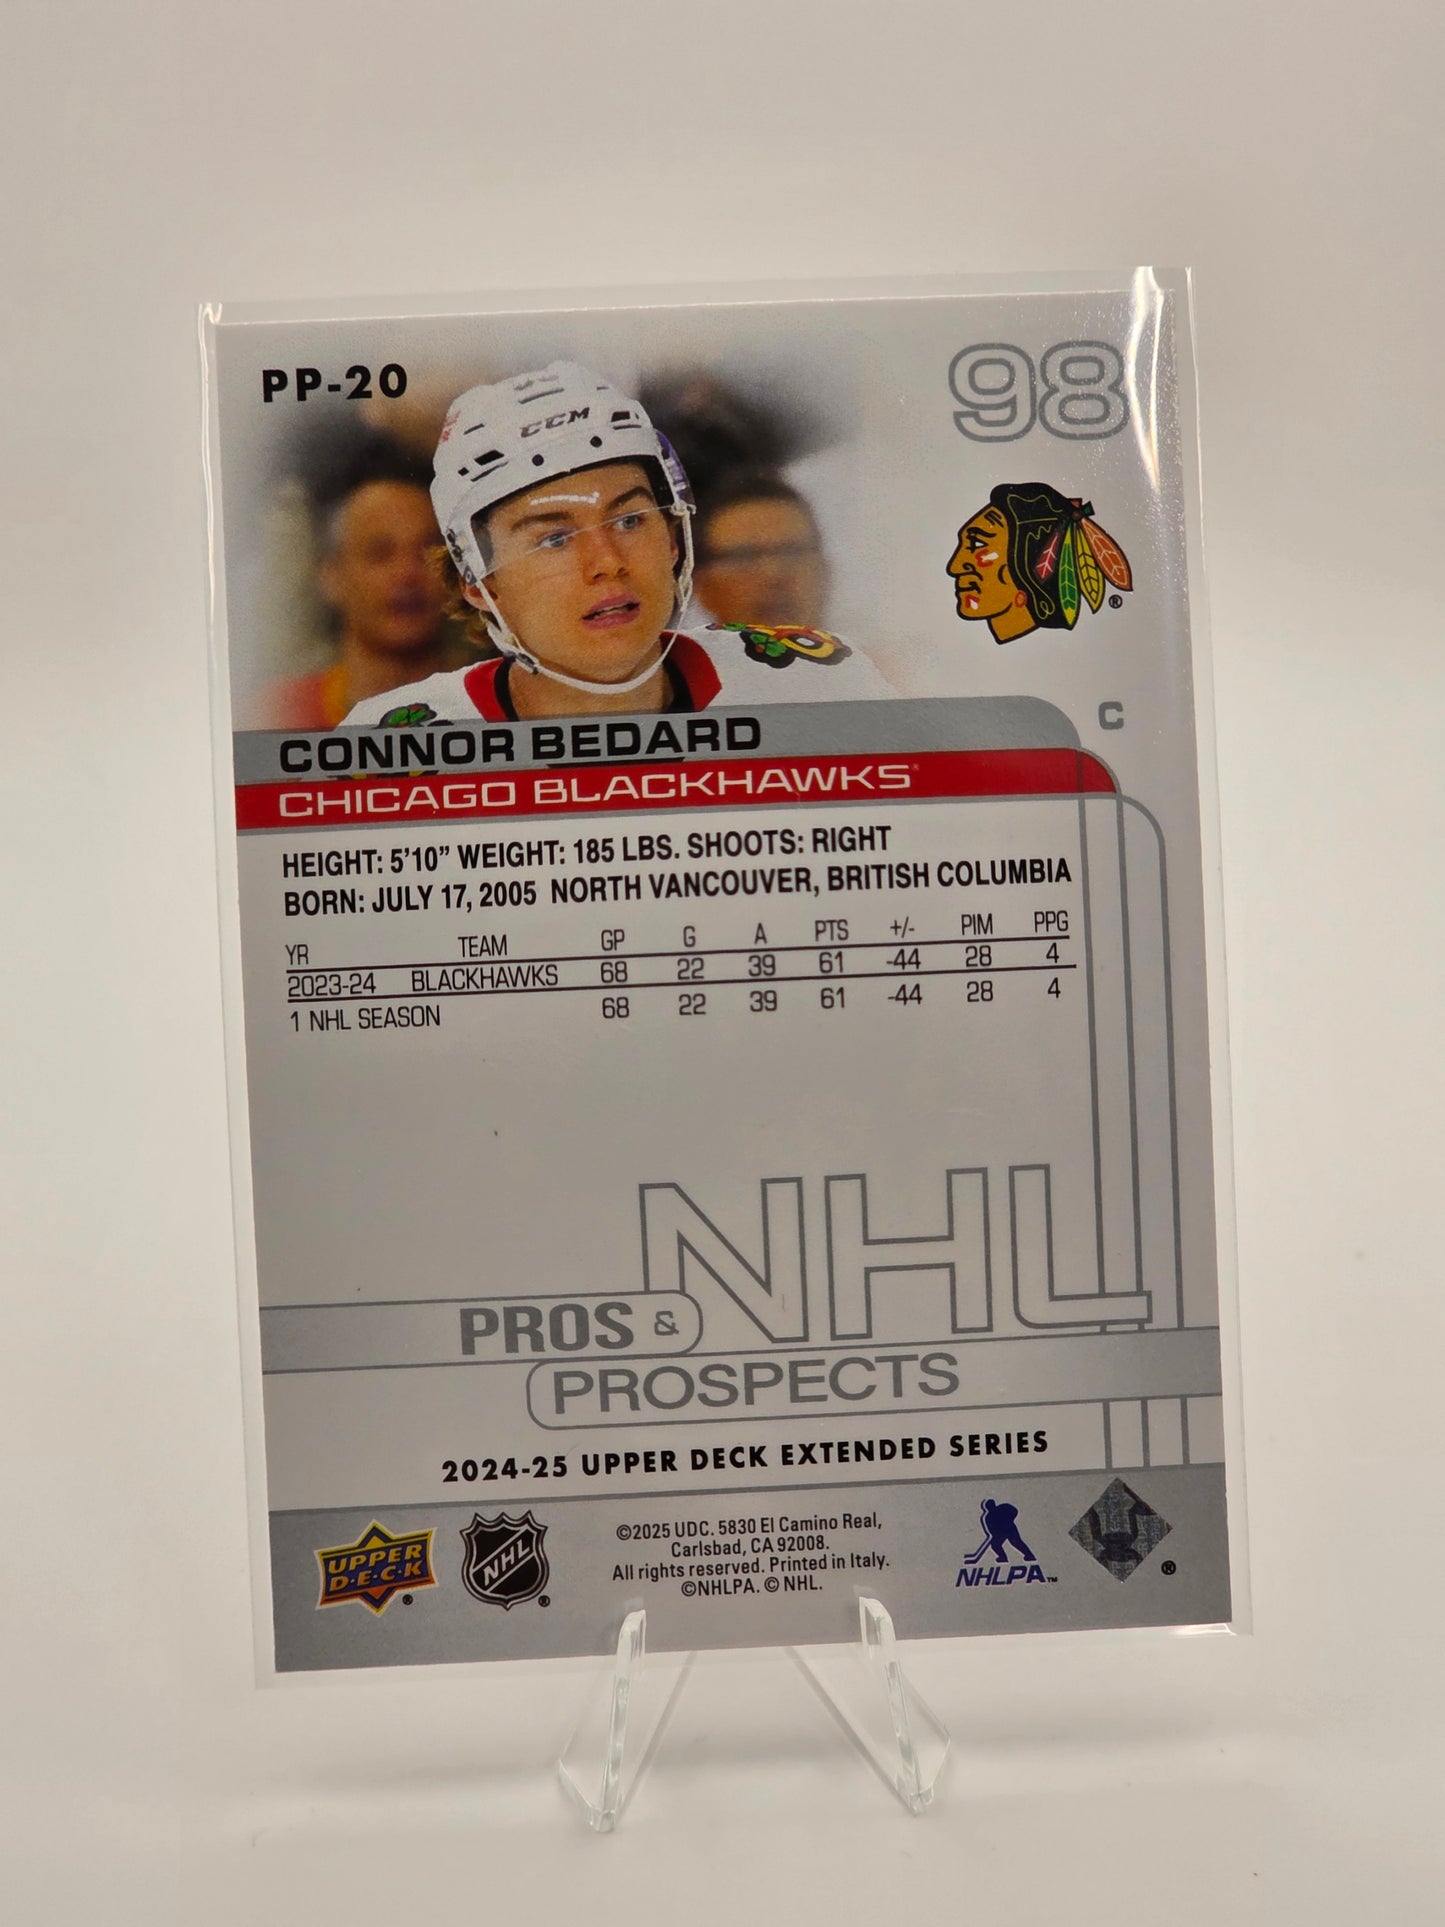 PP-20
98
CCM
®
C
CONNOR BEDARD
CHICAGO BLACKHAWKS
HEIGHT: 5'10" WEIGHT: 185 LBS. SHOOTS: RIGHT
BORN: JULY 17, 2005 NORTH VANCOUVER, BRITISH COLUMBIA
YR TEAM GP G A PTS +/- PIM PPG
2023-24 BLACKHAWKS 68 22 39 61 -44 28 4
1 NHL SEASON 68 22 39 61 -44 28 4
NHL
PROS &
PROSPECTS
2024-25 UPPER DECK EXTENDED SERIES
UPPER
D·E·C·K ®
NHL ®
©2025 UDC. 5830 El Camino Real,
Carlsbad, CA 92008.
All rights reserved. Printed in Italy.
©NHLPA. © NHL.
NHLPA™
®